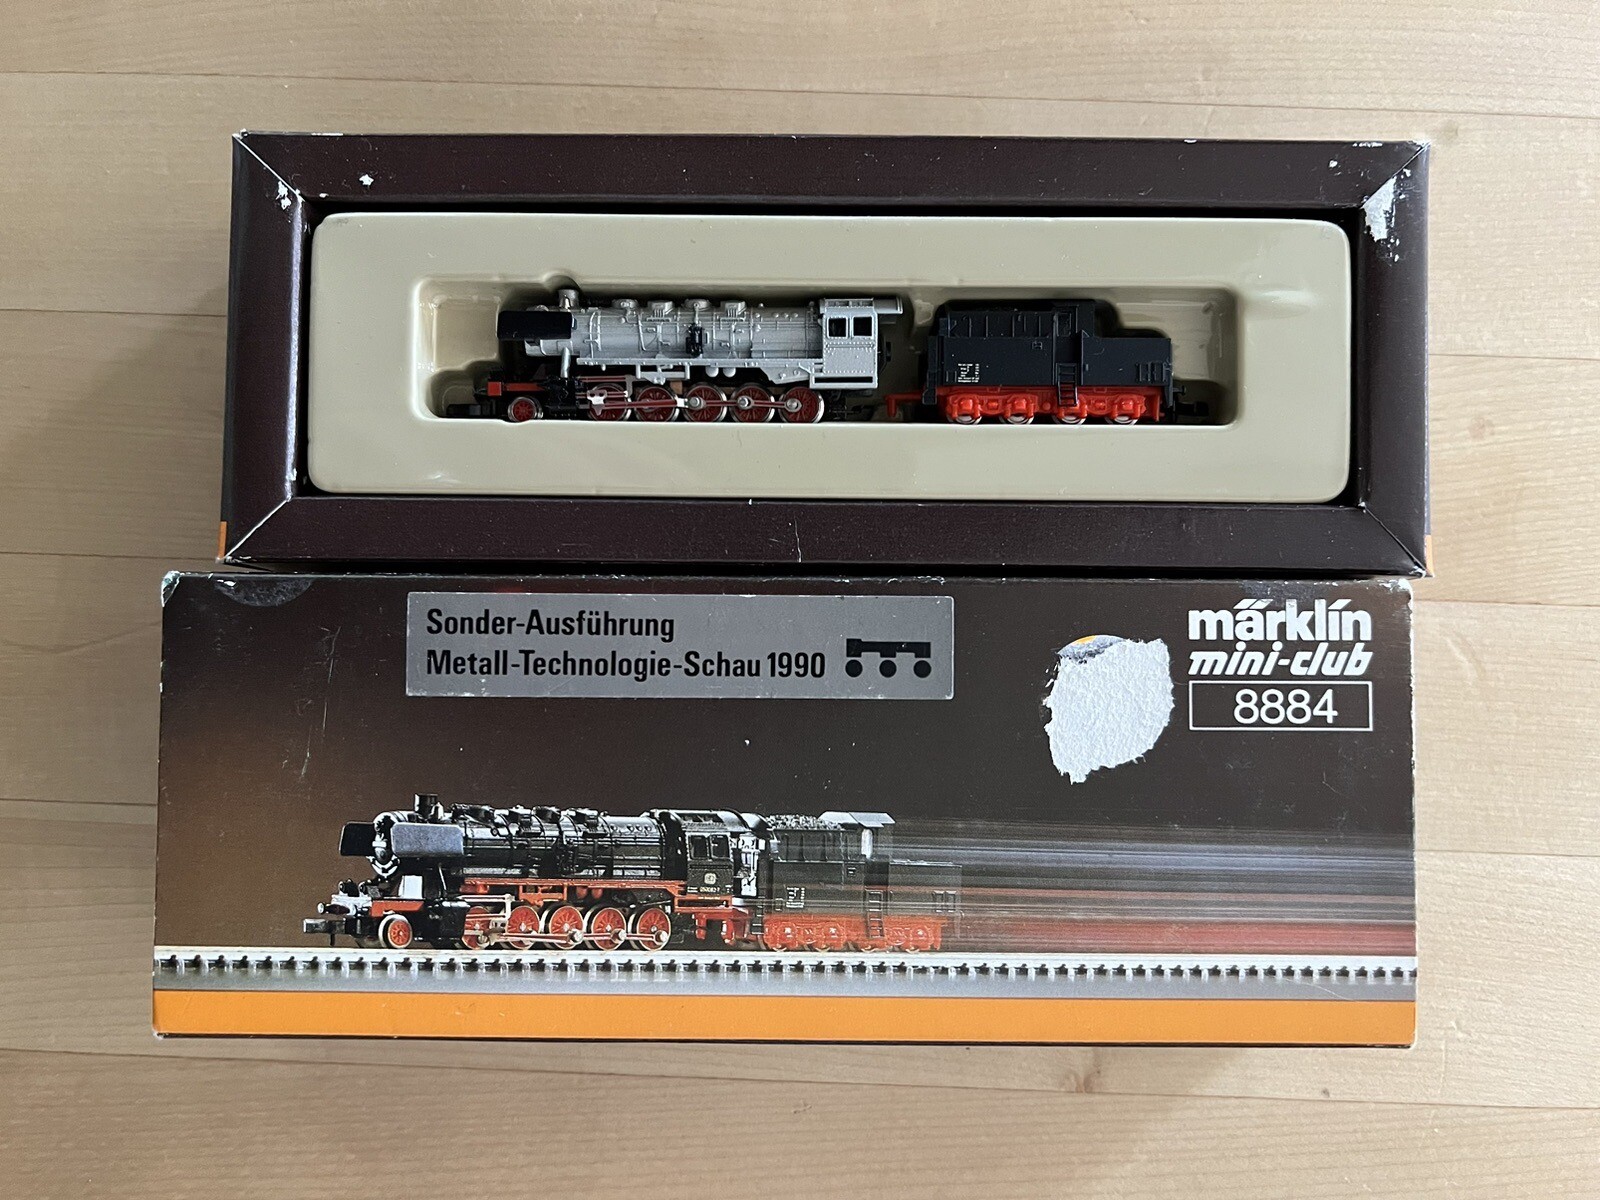 Sonder-Ausführung
Metall-Technologie-Schau 1990
märklin
mini-club
8884